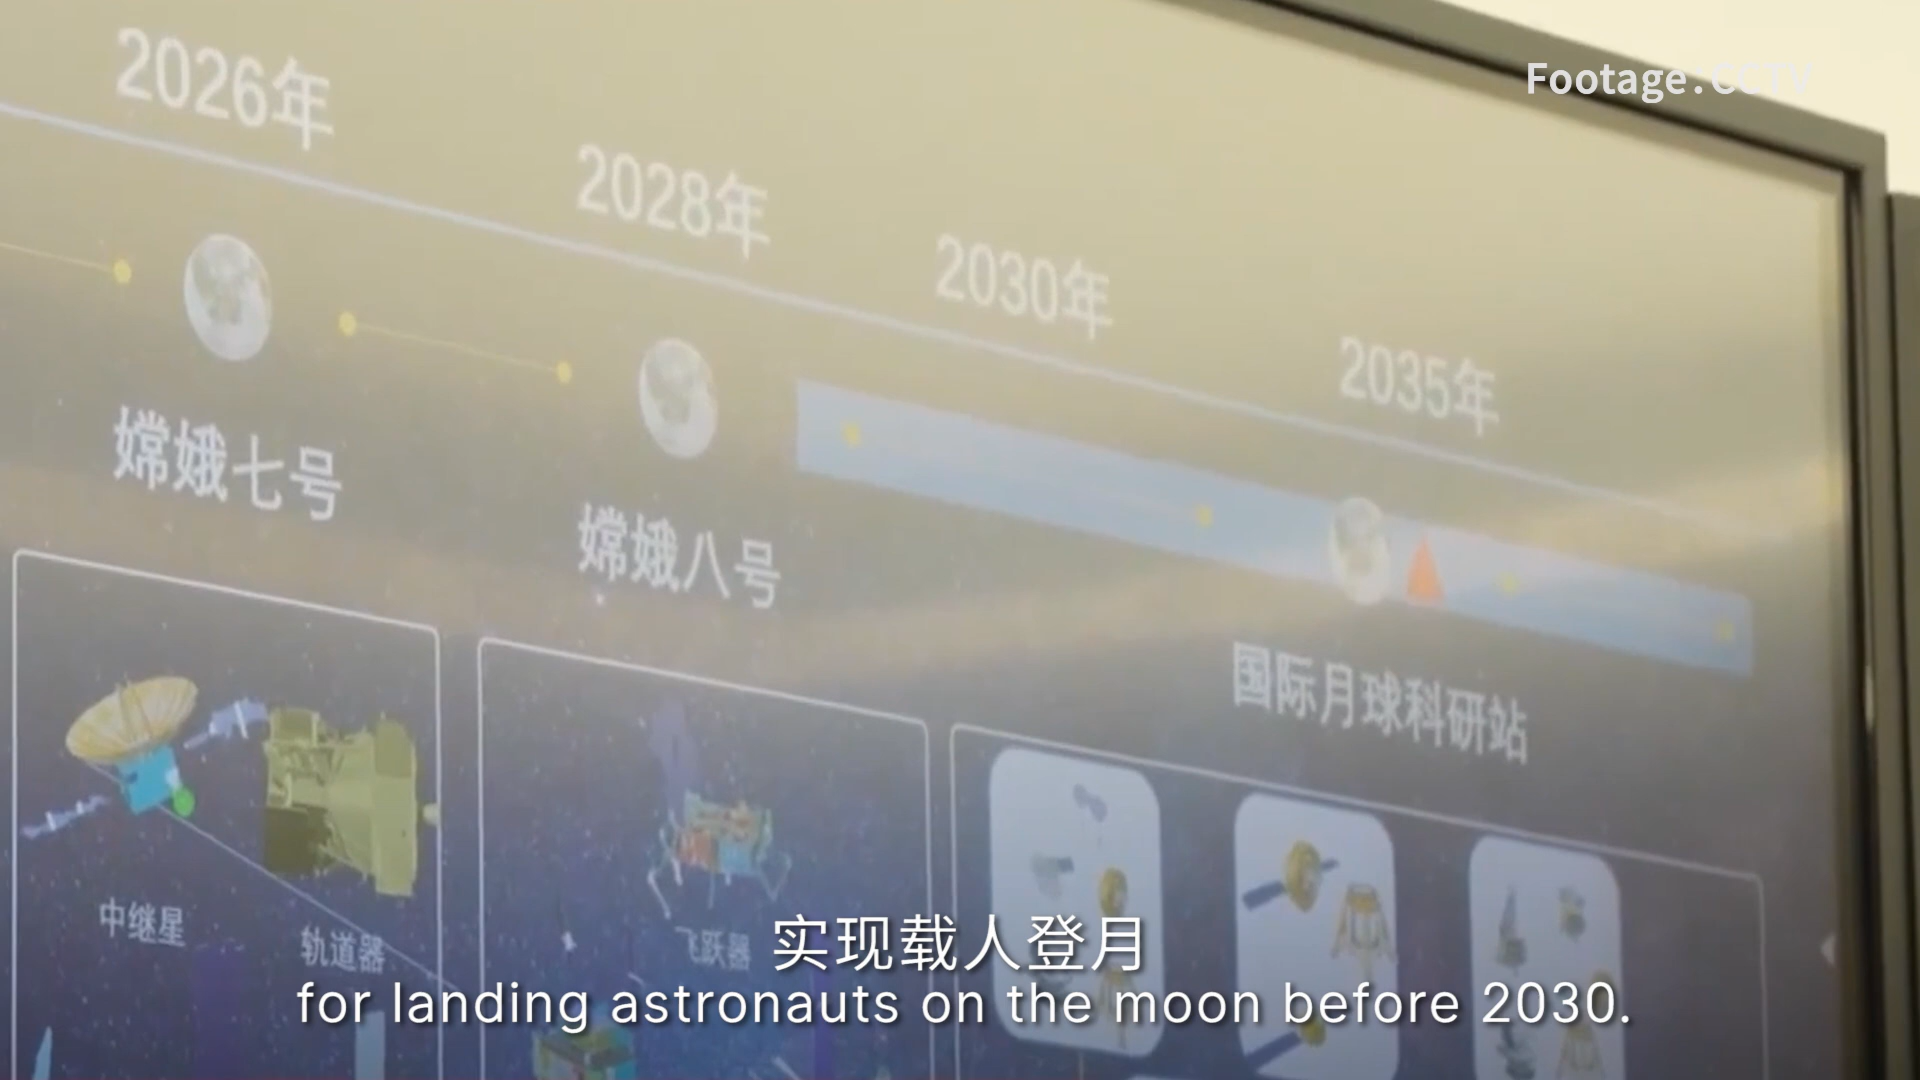 Footage:CCTV
2026年
2028年
2030年
2035年
嫦娥七号
嫦娥八号
国际月球科研站
中继星
轨道器
飞跃器
实现载人登月
for landing astronauts on the moon before 2030.